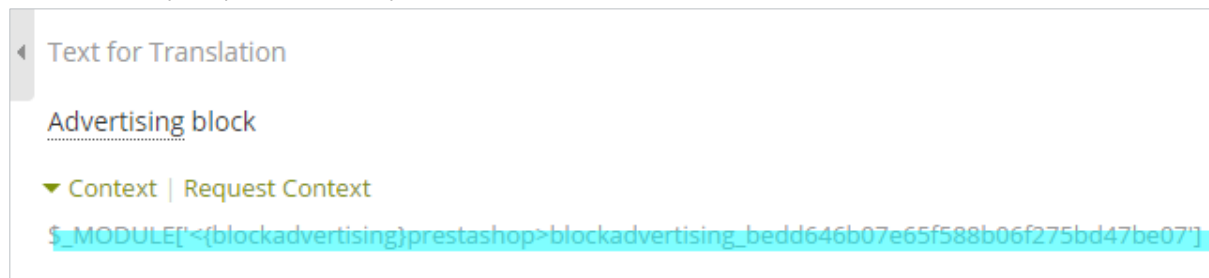 Text for Translation
Advertising block
Context | Request Context
$_MODULE['<{blockadvertising}prestashop>blockadvertising_bedd646b07e65f588b06f275bd47be07']